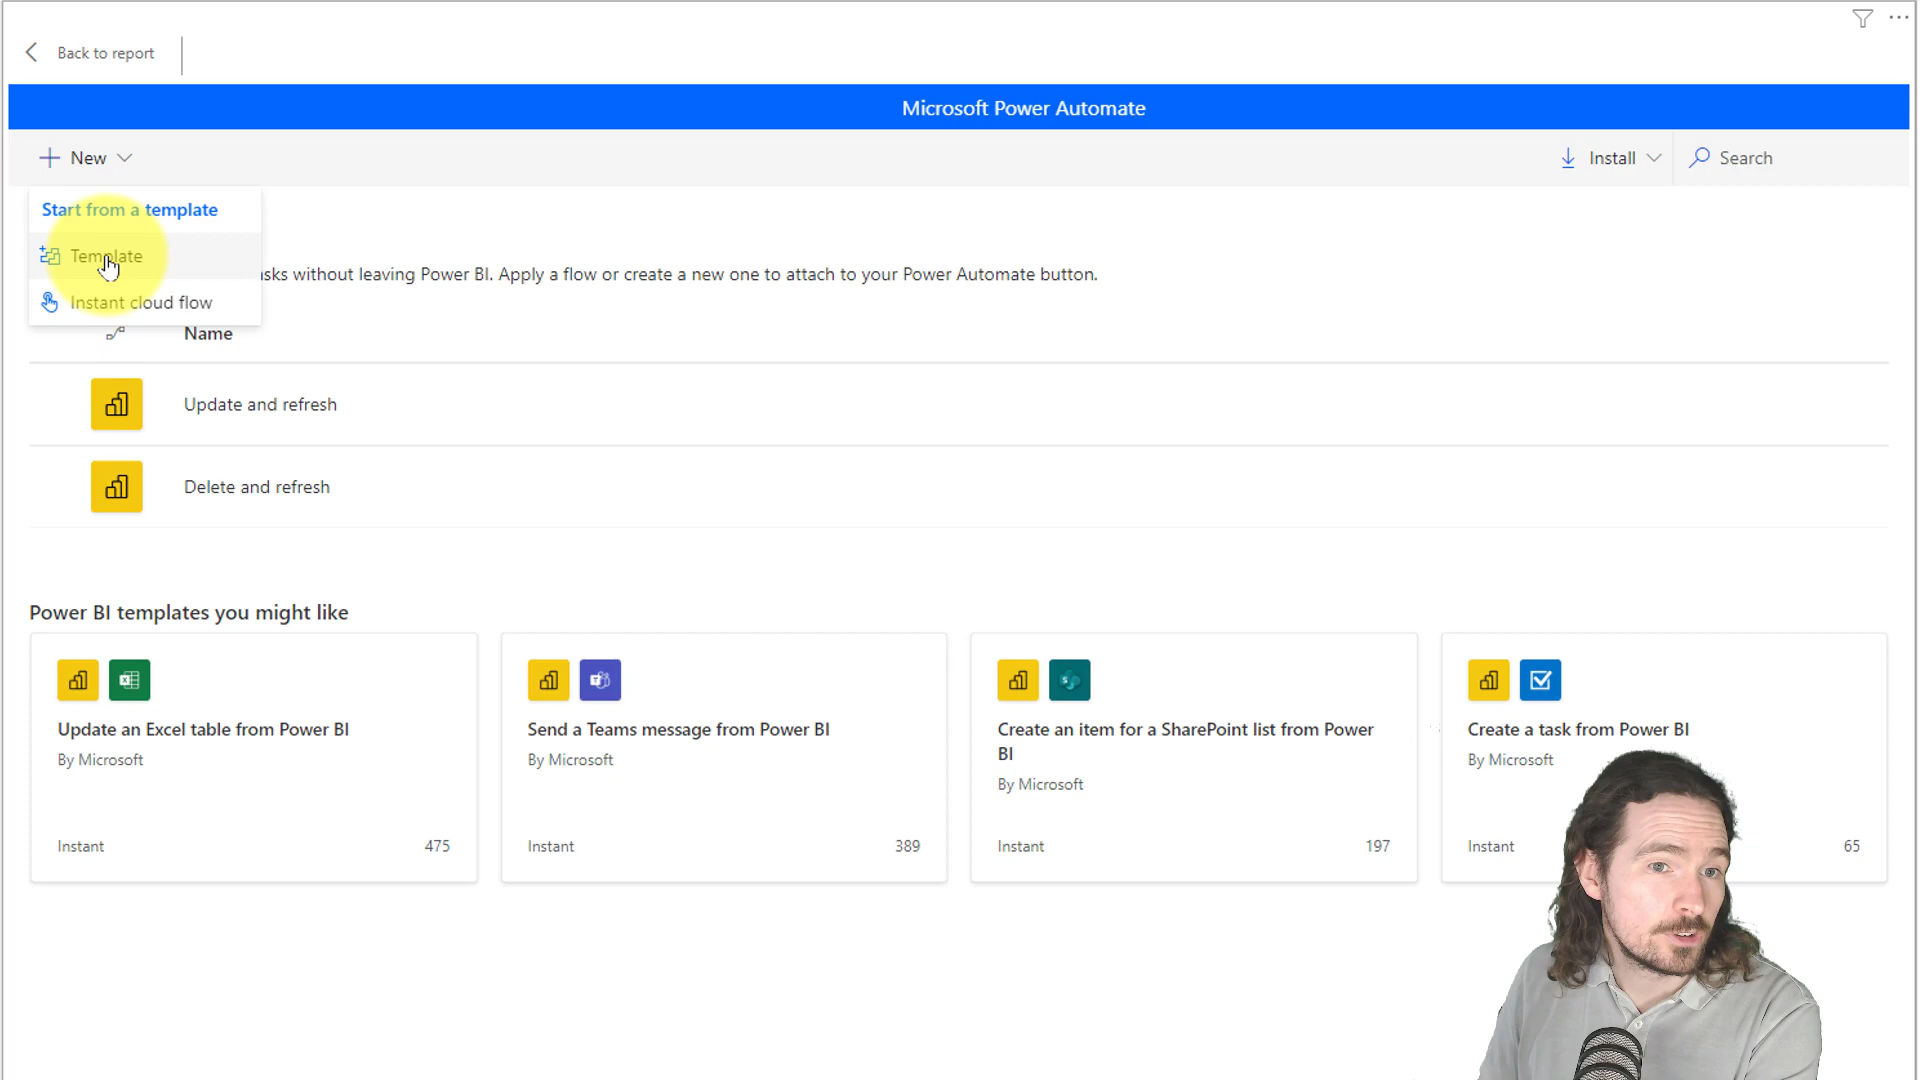 Back to report
Microsoft Power Automate
New
Install
Search
Start from a template
Template
Instant cloud flow
asks without leaving Power BI. Apply a flow or create a new one to attach to your Power Automate button.
Name
Update and refresh
Delete and refresh
Power BI templates you might like
Update an Excel table from Power BI
By Microsoft
Instant
475
Send a Teams message from Power BI
By Microsoft
Instant
389
Create an item for a SharePoint list from Power
BI
By Microsoft
Instant
197
Create a task from Power BI
By Microsoft
Instant
65